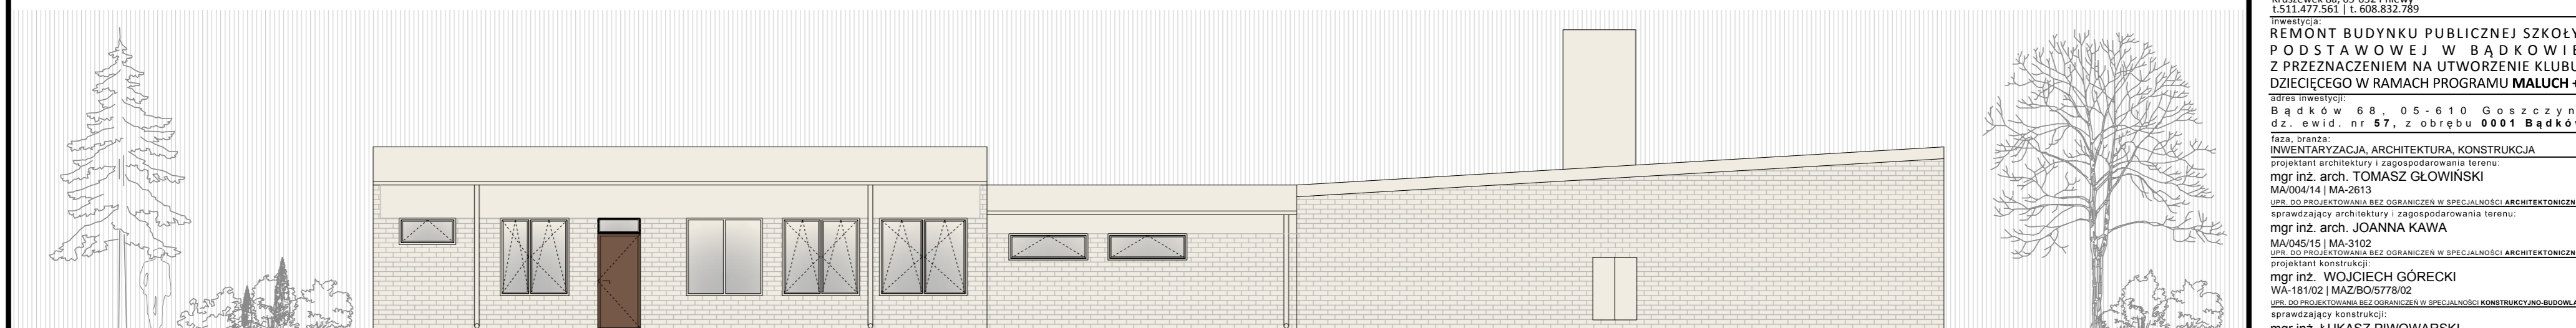 t.511.477.561 | t. 608.832.789
inwestycja:
REMONT BUDYNKU PUBLICZNEJ SZKOŁY
PODSTAWOWEJ W BĄDKOWIE
Z PRZEZNACZENIEM NA UTWORZENIE KLUBU
DZIECIĘCEGO W RAMACH PROGRAMU MALUCH +
adres inwestycji:
Bądków 68, 05-610 Goszczyn
dz. ewid. nr 57, z obrębu 0001 Bądków
faza, branża:
INWENTARYZACJA, ARCHITEKTURA, KONSTRUKCJA
projektant architektury i zagospodarowania terenu:
mgr inż. arch. TOMASZ GŁOWIŃSKI
MA/004/14 | MA-2613
UPR. DO PROJEKTOWANIA BEZ OGRANICZEŃ W SPECJALNOŚCI ARCHITEKTONICZN
sprawdzający architektury i zagospodarowania terenu:
mgr inż. arch. JOANNA KAWA
MA/045/15 | MA-3102
UPR. DO PROJEKTOWANIA BEZ OGRANICZEŃ W SPECJALNOŚCI ARCHITEKTONICZN
projektant konstrukcji:
mgr inż. WOJCIECH GÓRECKI
WA-181/02 | MAZ/BO/5778/02
UPR. DO PROJEKTOWANIA BEZ OGRANICZEŃ W SPECJALNOŚCI KONSTRUKCYJNO-BUDOWLA
sprawdzający konstrukcji:
mgr inż. ŁUKASZ PIWOWARSKI